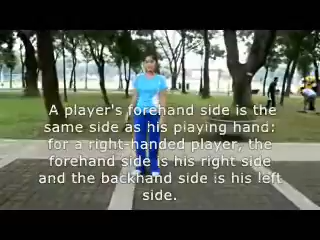 A player's forehand side is the
same side as his playing hand:
for a right-handed player, the
forehand side is his right side
and the backhand side is his left
side.